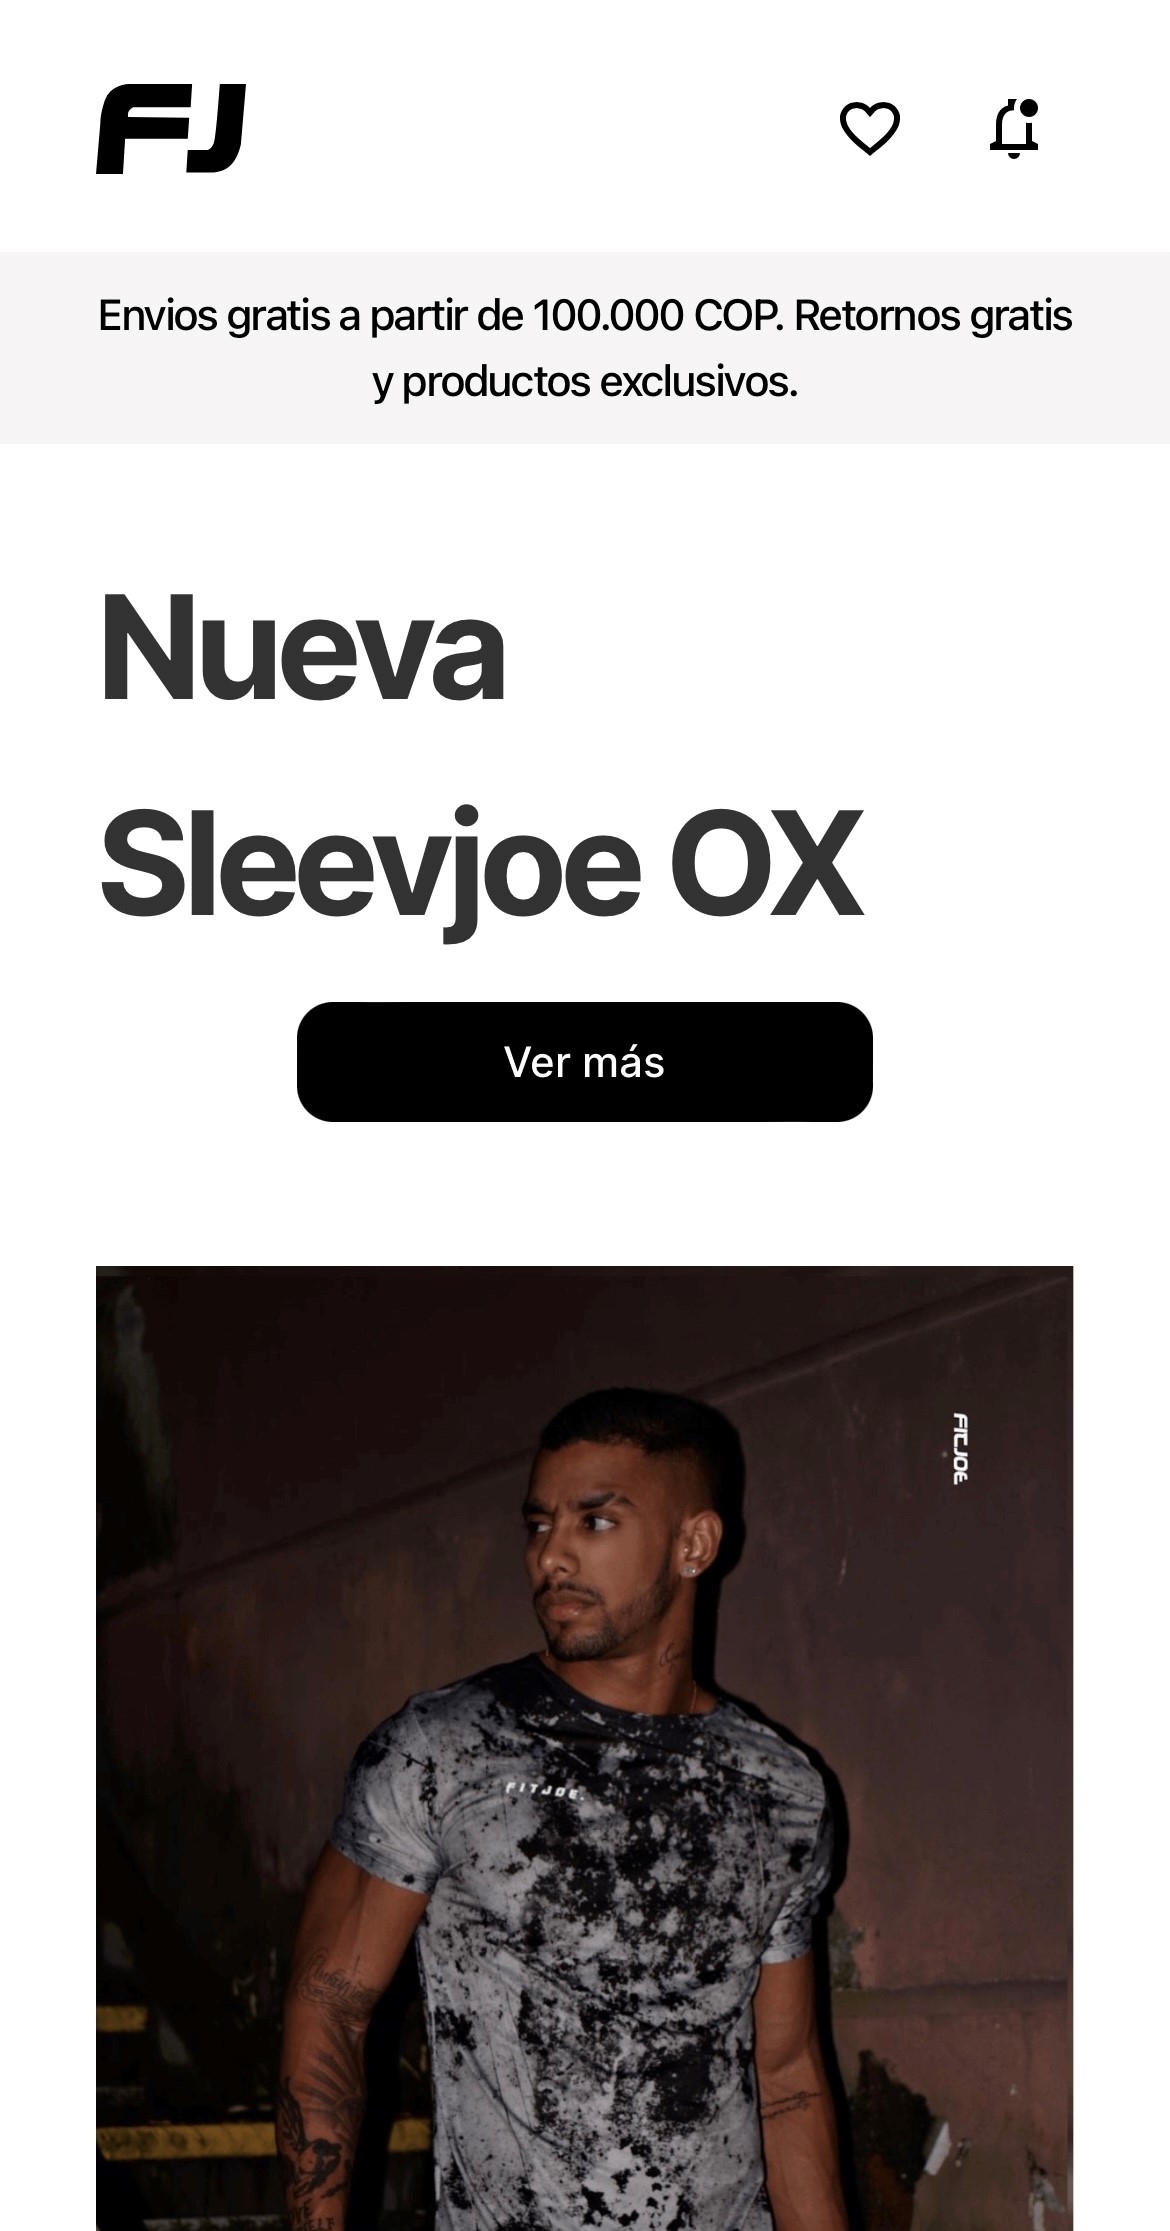 FJ
Envios gratis a partir de 100.000 COP. Retornos gratis
y productos exclusivos.
Nueva
Sleevjoe OX
Ver más
FITJOE
FITJOE.